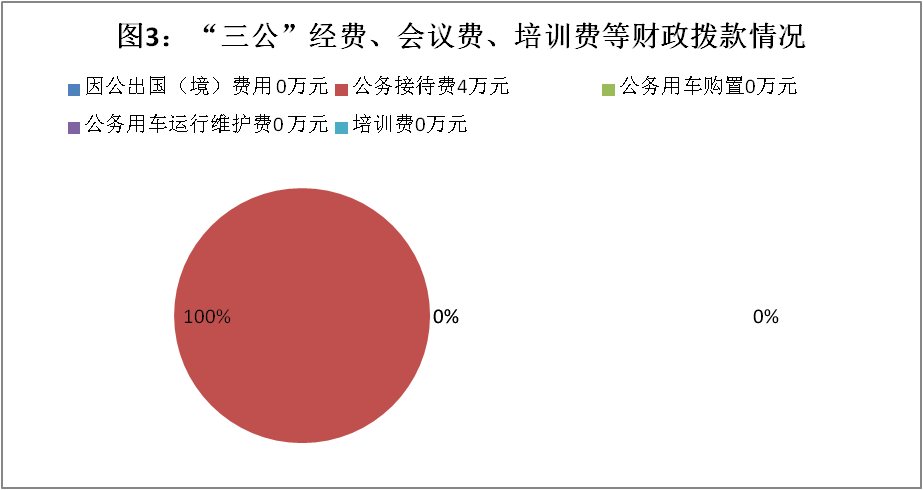 图3：“三公”经费、会议费、培训费等财政拨款情况
因公出国（境）费用 0万元 公务接待费4万元 公务用车购置0万元
公务用车运行维护费0 万元 培训费0万元
100% 0% 0%